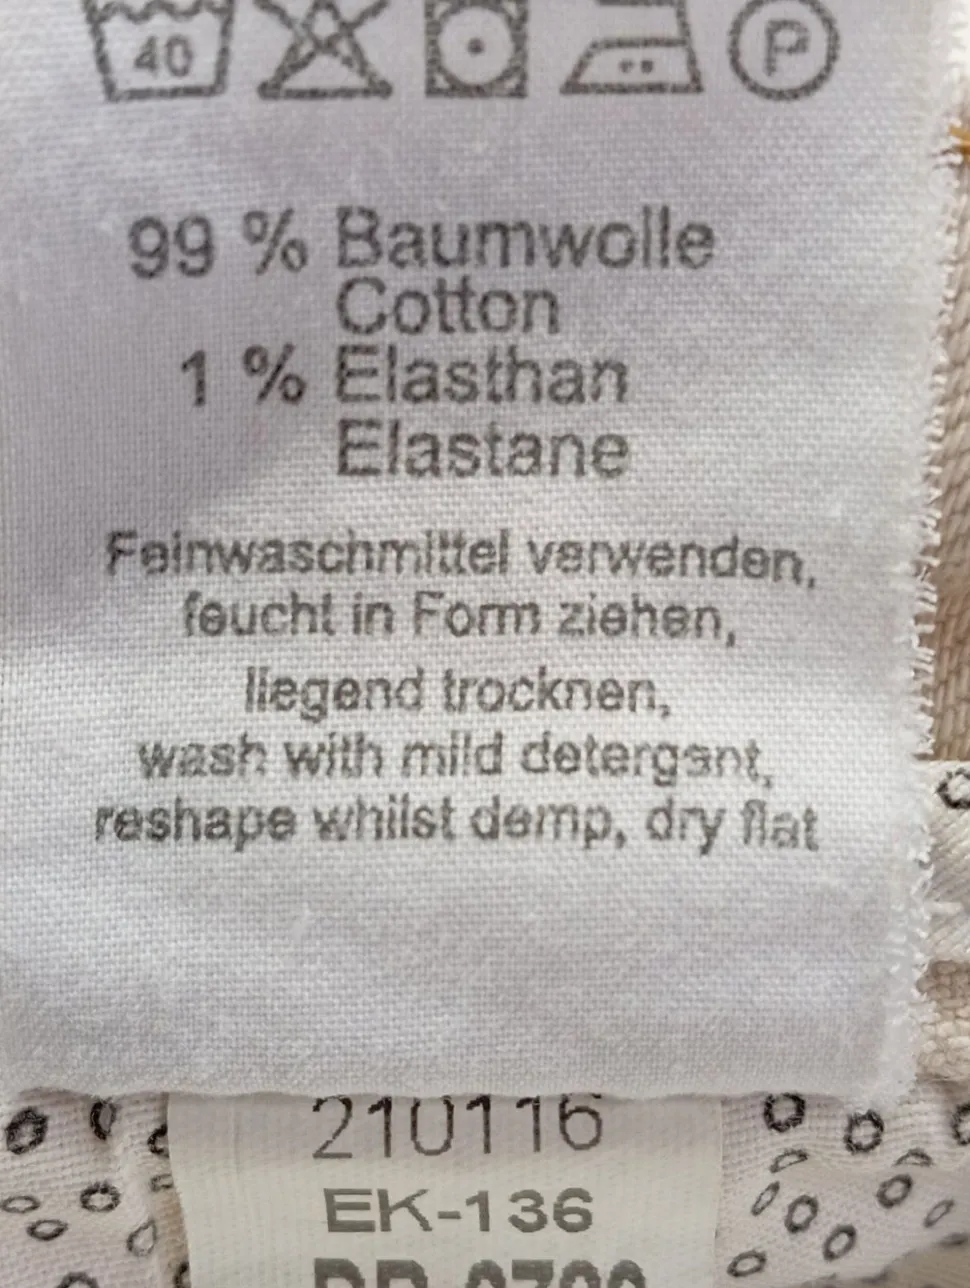 40
P
99 % Baumwolle
Cotton
1 % Elasthan
Elastane
Feinwaschmittel verwenden,
feucht in Form ziehen,
liegend trocknen,
wash with mild detergent,
reshape whilst damp, dry flat
210116
EK-136